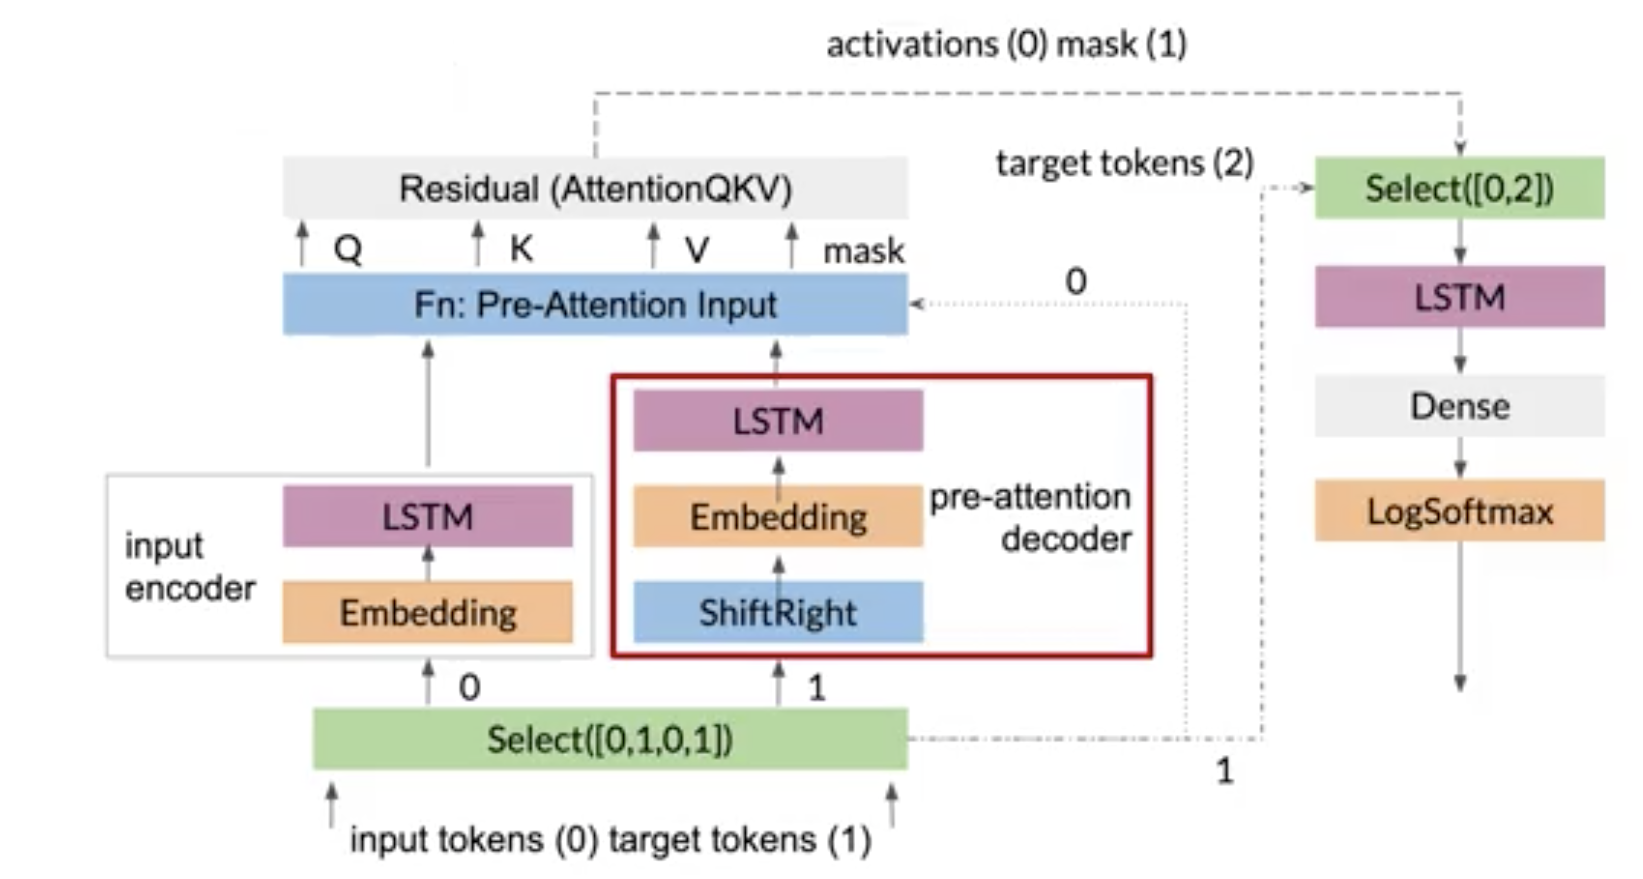 activations (0) mask (1)
Residual (AttentionQKV)
target tokens (2)
Select([0,2])
Q
K
V
mask
0
LSTM
Fn: Pre-Attention Input
LSTM
Dense
pre-attention
decoder
LSTM
Embedding
LogSoftmax
input
encoder
Embedding
ShiftRight
0
1
Select([0,1,0,1])
1
input tokens (0) target tokens (1)